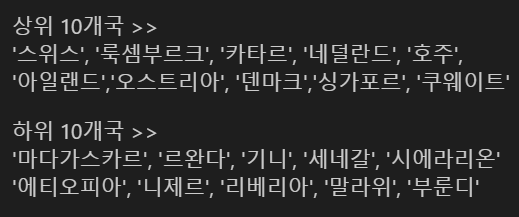 상위 10개국 >>
'스위스', '룩셈부르크', '카타르', '네덜란드', '호주',
'아일랜드','오스트리아', '덴마크','싱가포르', '쿠웨이트'
하위 10개국 >>
'마다가스카르', '르완다', '기니', '세네갈', '시에라리온'
'에티오피아', '니제르', '리베리아', '말라위', '부룬디'